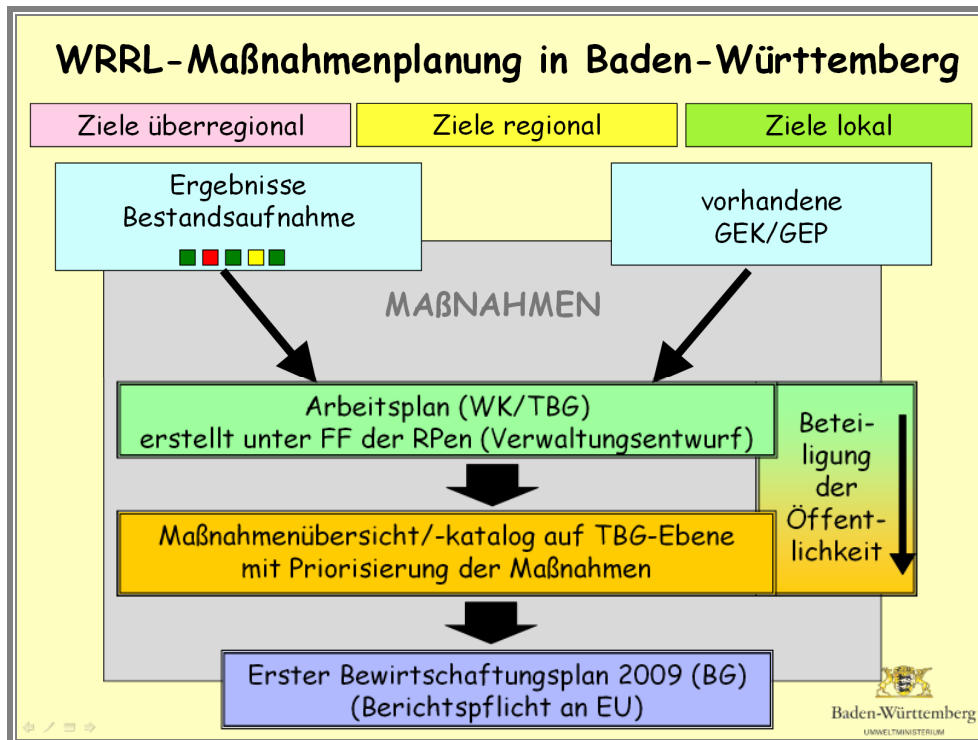 WRRL-Maßnahmenplanung in Baden-Württemberg
Ziele überregional
Ziele regional
Ziele lokal
Ergebnisse
Bestandsaufnahme
vorhandene
GEK/GEP
MAßNAHMEN
Arbeitsplan (WK/TBG)
erstellt unter FF der RPen (Verwaltungsentwurf)
Betei-
ligung
der
Öffent-
lichkeit
Maßnahmenübersicht/-katalog auf TBG-Ebene
mit Priorisierung der Maßnahmen
Erster Bewirtschaftungsplan 2009 (BG)
(Berichtspflicht an EU)
Baden-Württemberg
UMWELTMINISTERIUM